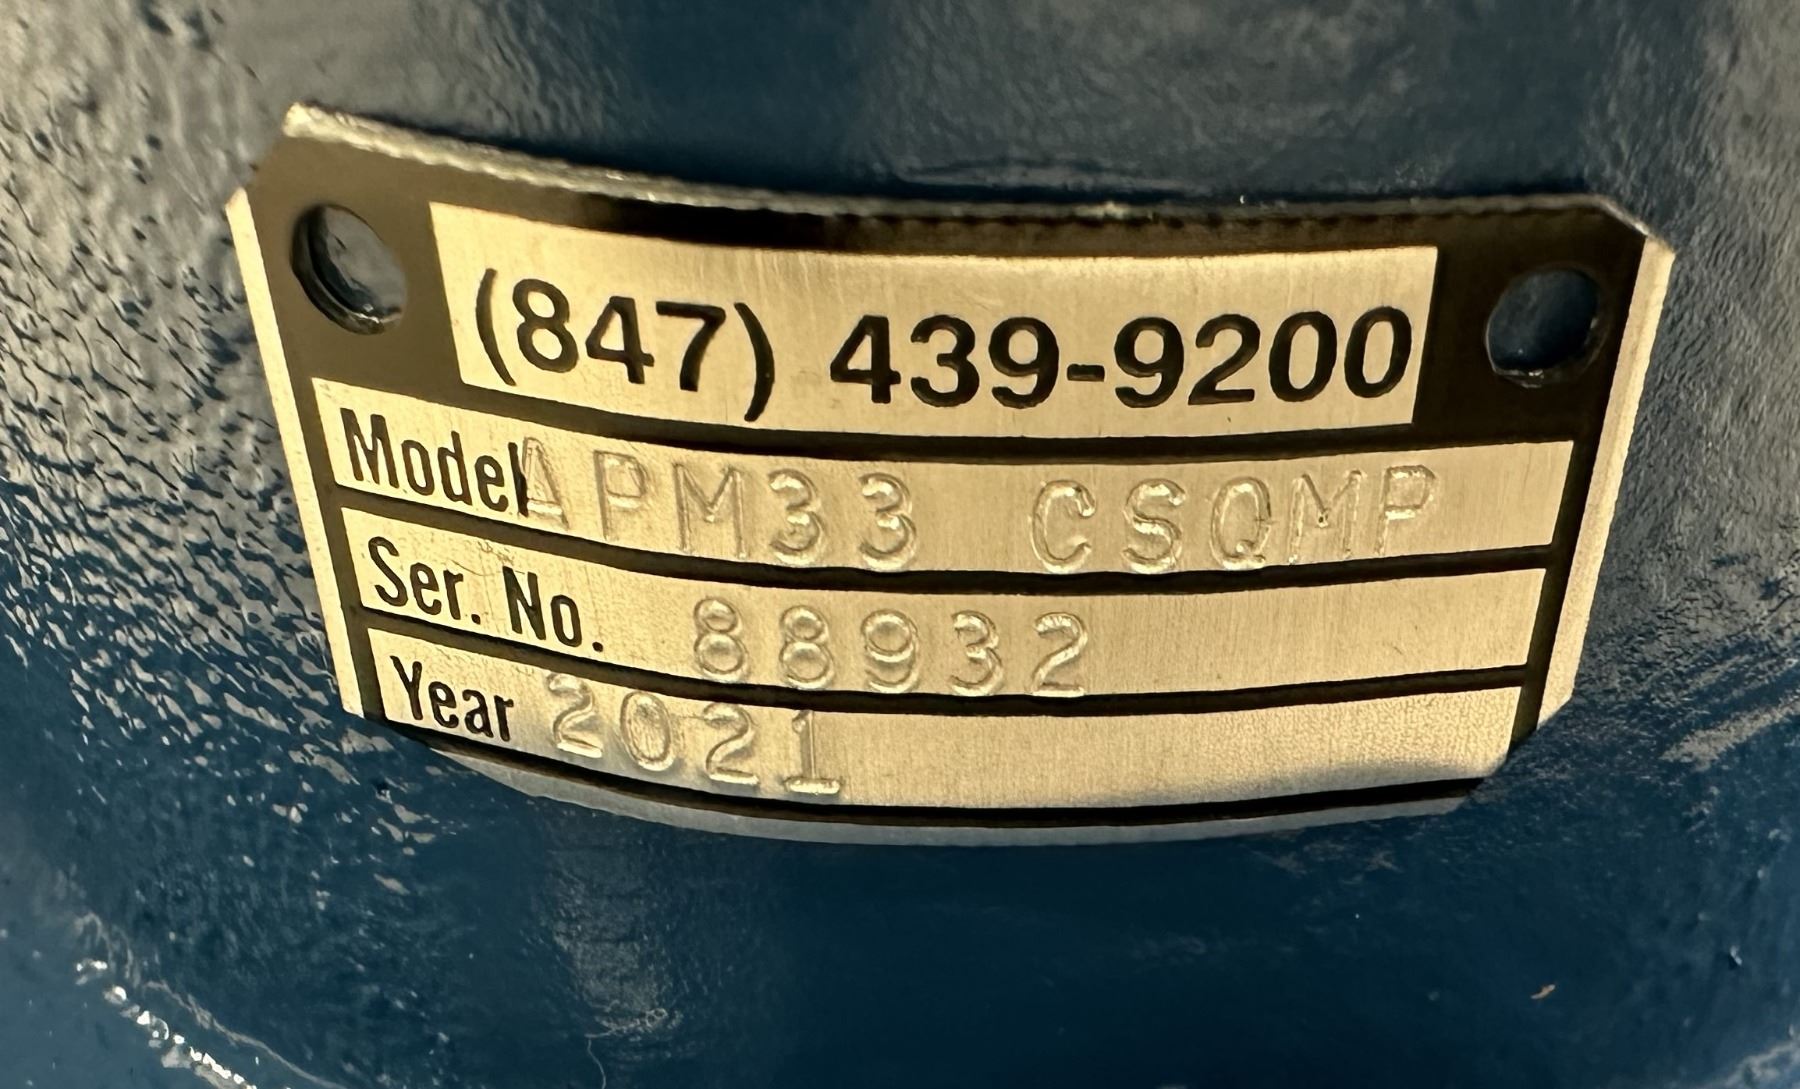 (847) 439-9200
Model APM33 CSQMP
Ser. No. 88932
Year 2021